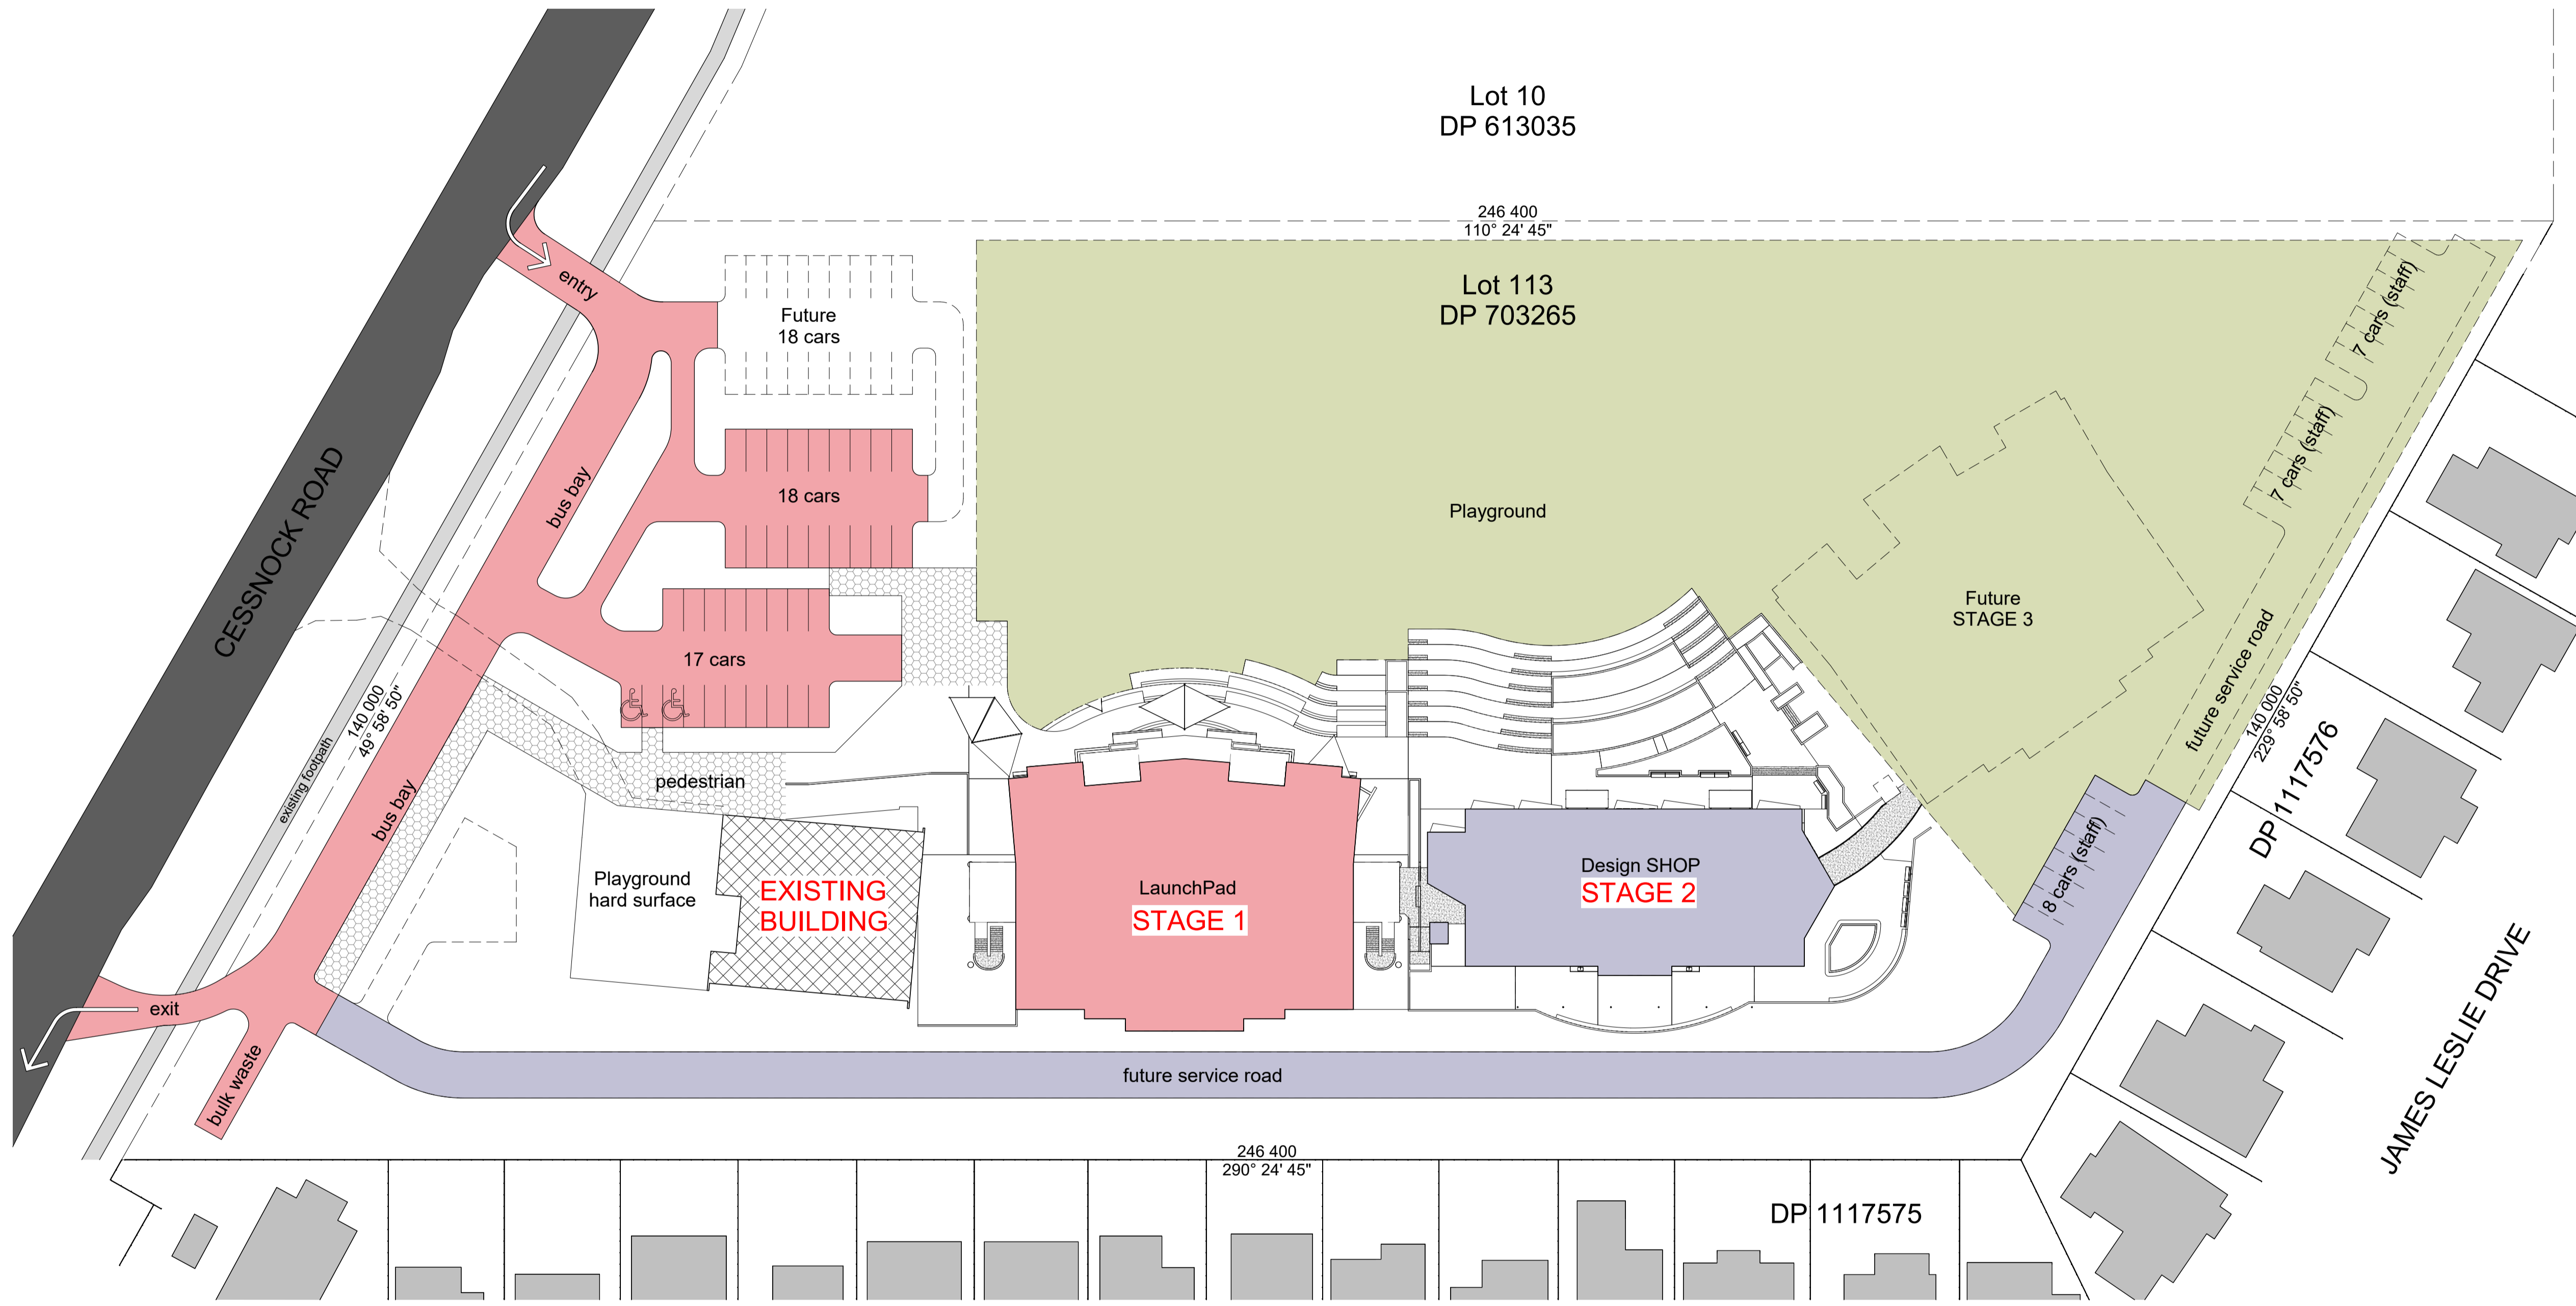 Lot 10
DP 613035
246 400
110° 24' 45"
Lot 113
DP 703265
entry
Future
18 cars
7 cars (staff)
7 cars (staff)
CESSNOCK ROAD
bus bay
18 cars
Playground
Future
STAGE 3
17 cars
future service road
140 000
49° 58' 50"
140 000
229° 58' 50"
existing footpath
bus bay
pedestrian
DP 1117576
Playground
hard surface
EXISTING
BUILDING
LaunchPad
STAGE 1
Design SHOP
STAGE 2
8 cars (staff)
JAMES LESLIE DRIVE
exit
bulk waste
future service road
246 400
290° 24' 45"
DP 1117575